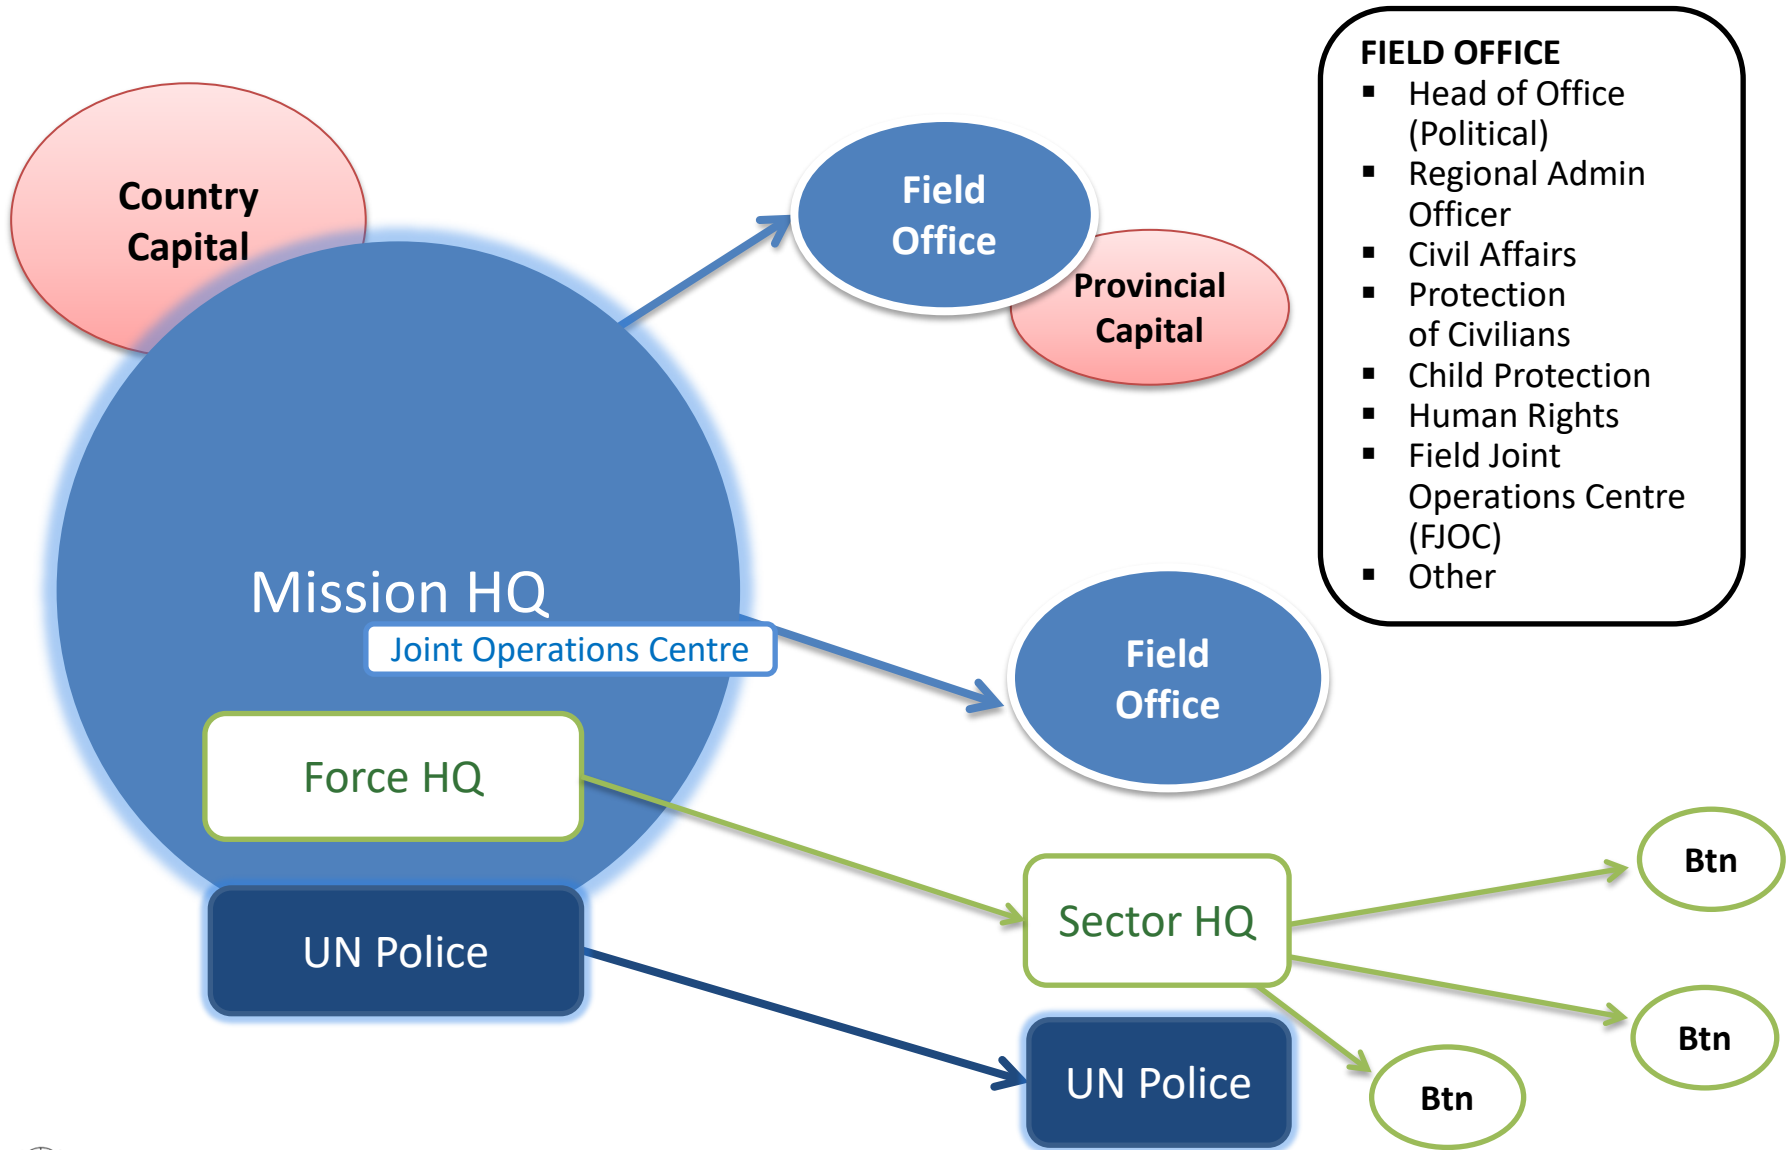 Country
Capital
Mission HQ
Joint Operations Centre
Force HQ
UN Police
Field
Office
Provincial
Capital
Field
Office
Sector HQ
UN Police
Btn
Btn
Btn
FIELD OFFICE
▪ Head of Office
(Political)
▪ Regional Admin
Officer
▪ Civil Affairs
▪ Protection
of Civilians
▪ Child Protection
▪ Human Rights
▪ Field Joint
Operations Centre
(FJOC)
▪ Other